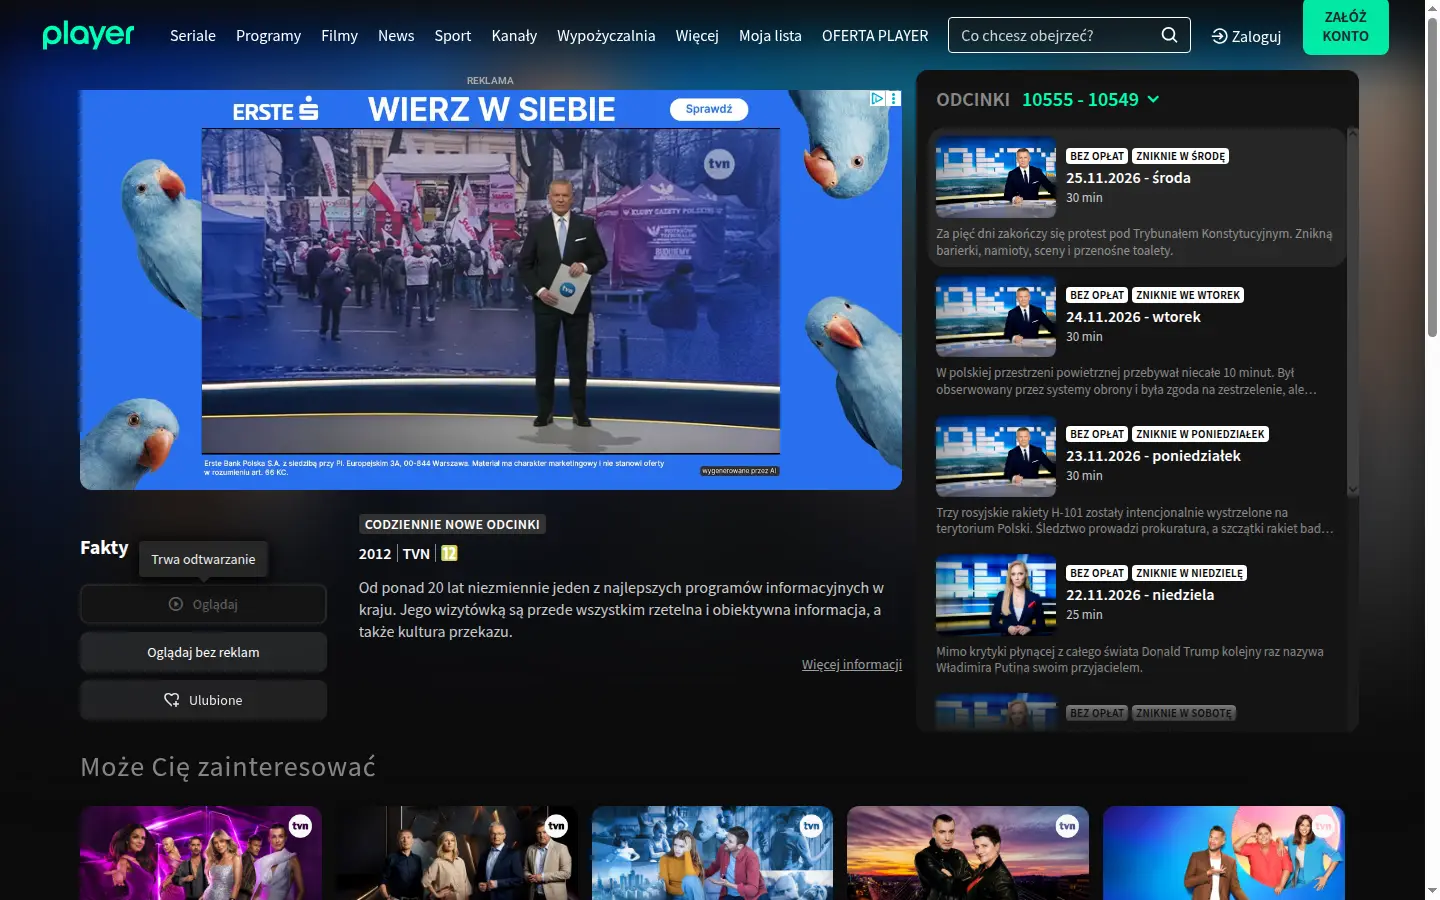 player
Seriale
Programy
Filmy
News
Sport
Kanały
Wypożyczalnia
Więcej
Moja lista
OFERTA PLAYER
Co chcesz obejrzeć?
Zaloguj
ZAŁÓŻ
KONTO
REKLAMA
ERSTE
WIERZ W SIEBIE
Sprawdź
tvn
KLUBY GAZETY POLSKIEJ
tvn
Erste Bank Polska S.A. z siedzibą przy Pl. Europejskim 3A, 00-844 Warszawa. Materiał ma charakter marketingowy i nie stanowi oferty
w rozumieniu art. 66 KC.
wygenerowano przez AI
ODCINKI 10555 - 10549
BEZ OPŁAT ZNIKNIE W ŚRODĘ
25.11.2026 - środa
30 min
Za pięć dni zakończy się protest pod Trybunałem Konstytucyjnym. Znikną
barierki, namioty, sceny i przenośne toalety.
BEZ OPŁAT ZNIKNIE WE WTOREK
24.11.2026 - wtorek
30 min
W polskiej przestrzeni powietrznej przebywał niecałe 10 minut. Był
obserwowany przez systemy obrony i była zgoda na zestrzelenie, ale...
BEZ OPŁAT ZNIKNIE W PONIEDZIAŁEK
23.11.2026 - poniedziałek
30 min
Trzy rosyjskie rakiety H-101 zostały intencjonalnie wystrzelone na
terytorium Polski. Śledztwo prowadzi prokuratura, a szczątki rakiet bad...
BEZ OPŁAT ZNIKNIE W NIEDZIELĘ
22.11.2026 - niedziela
25 min
Mimo krytyki płynącej z całego świata Donald Trump kolejny raz nazywa
Władimira Putina swoim przyjacielem.
BEZ OPŁAT ZNIKNIE W SOBOTĘ
Fakty
Trwa odtwarzanie
Oglądaj
Oglądaj bez reklam
Ulubione
CODZIENNIE NOWE ODCINKI
2012 TVN 12
Od ponad 20 lat niezmiennie jeden z najlepszych programów informacyjnych w
kraju. Jego wizytówką są przede wszystkim rzetelna i obiektywna informacja, a
także kultura przekazu.
Więcej informacji
Może Cię zainteresować
tvn
tvn
tvn
tvn
tvn